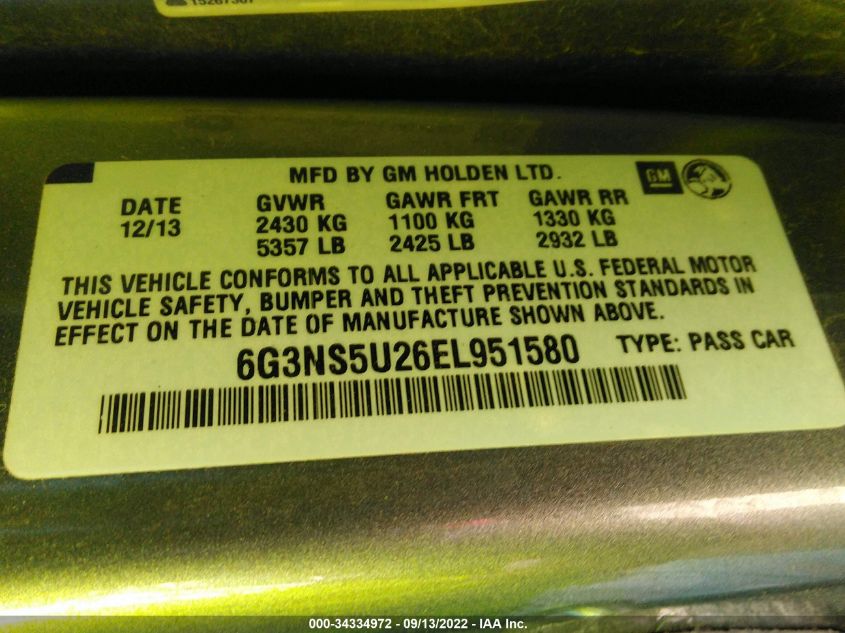 15287307
MFD BY GM HOLDEN LTD.
GM
DATE GVWR GAWR FRT GAWR RR
12/13 2430 KG 1100 KG 1330 KG
5357 LB 2425 LB 2932 LB
THIS VEHICLE CONFORMS TO ALL APPLICABLE U.S. FEDERAL MOTOR
VEHICLE SAFETY, BUMPER AND THEFT PREVENTION STANDARDS IN
EFFECT ON THE DATE OF MANUFACTURE SHOWN ABOVE.
6G3NS5U26EL951580 TYPE: PASS CAR
000-34334972 - 09/13/2022 - IAA Inc.